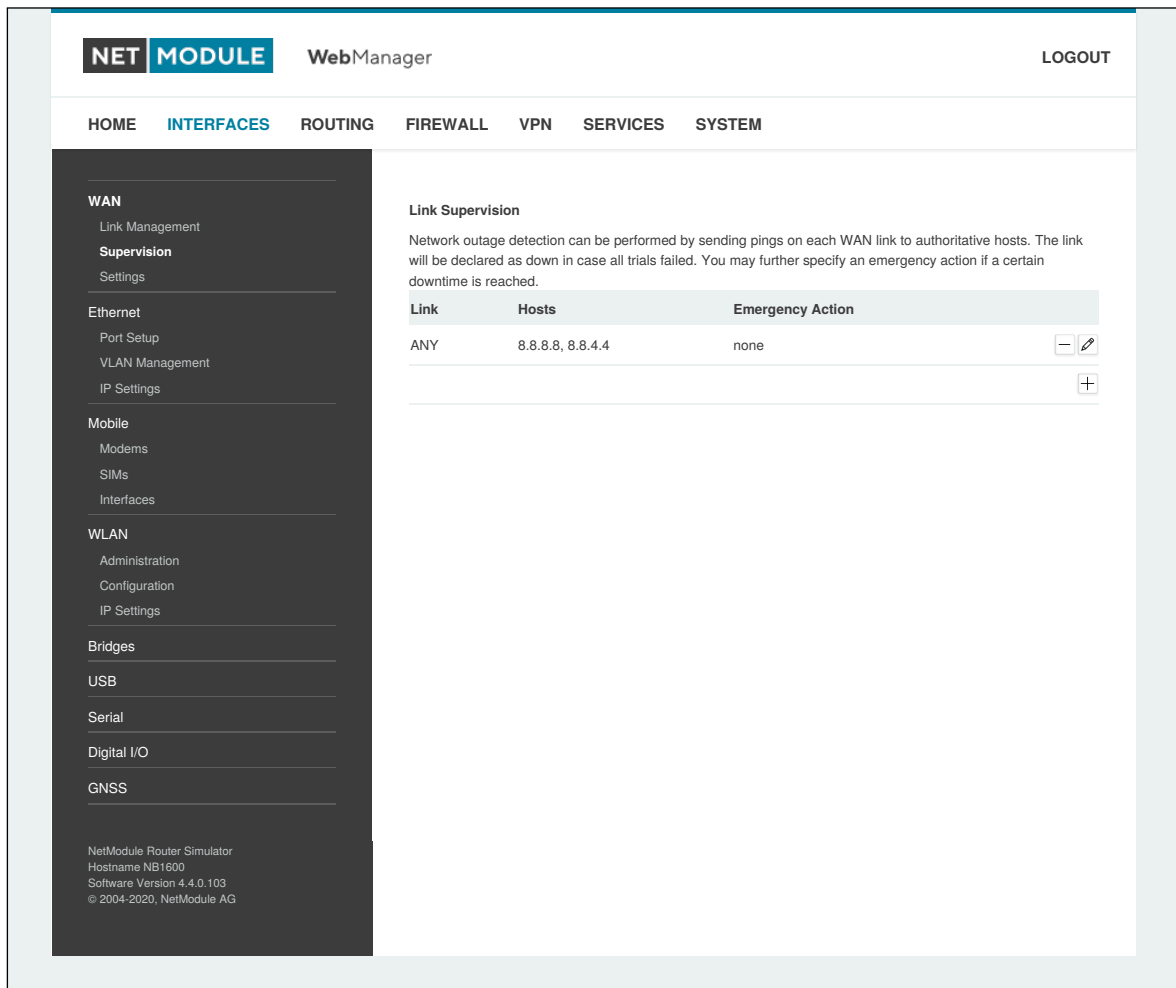 NET MODULE WebManager LOGOUT
HOME INTERFACES ROUTING FIREWALL VPN SERVICES SYSTEM
WAN
Link Management
Supervision
Settings
Ethernet
Port Setup
VLAN Management
IP Settings
Mobile
Modems
SIMs
Interfaces
WLAN
Administration
Configuration
IP Settings
Bridges
USB
Serial
Digital I/O
GNSS
NetModule Router Simulator
Hostname NB1600
Software Version 4.4.0.103
© 2004-2020, NetModule AG
Link Supervision
Network outage detection can be performed by sending pings on each WAN link to authoritative hosts. The link
will be declared as down in case all trials failed. You may further specify an emergency action if a certain
downtime is reached.
Link Hosts Emergency Action
ANY 8.8.8.8, 8.8.4.4 none